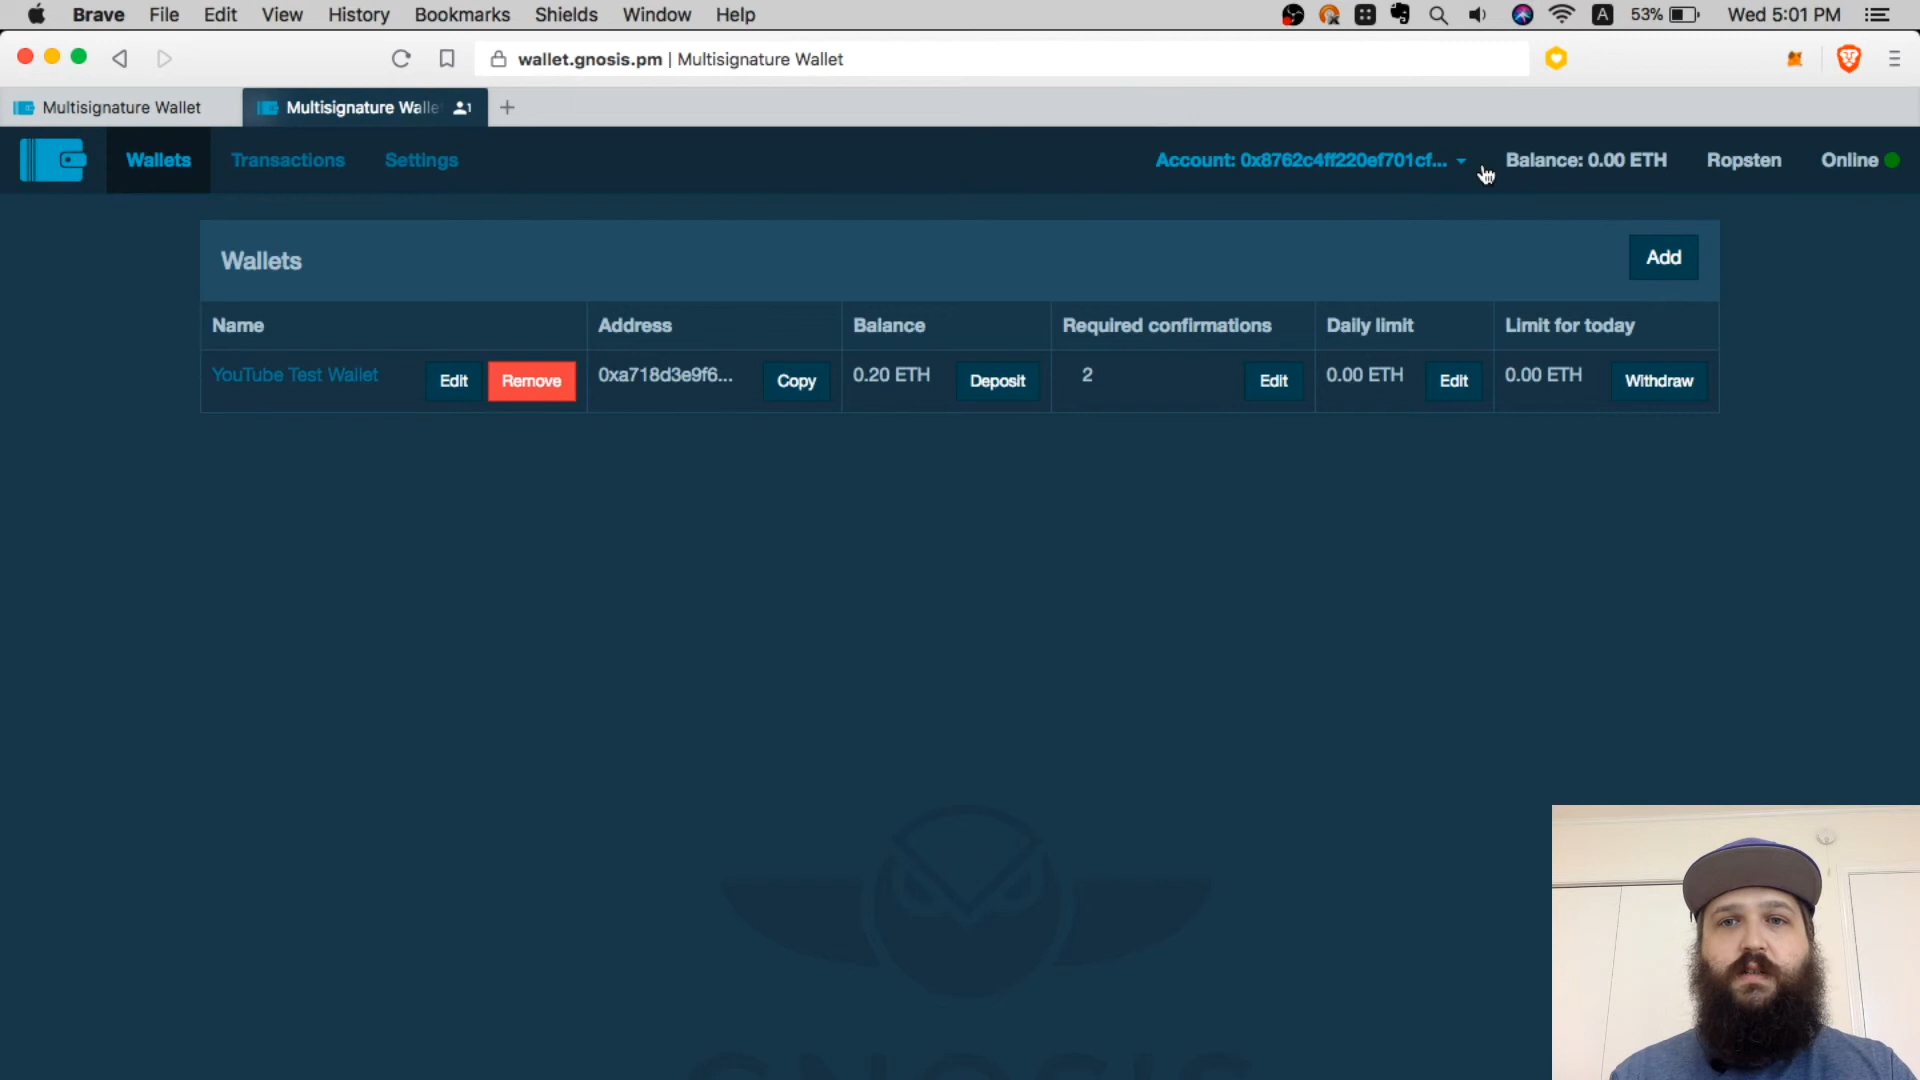 Brave File Edit View History Bookmarks Shields Window Help A 53% Wed 5:01 PM
wallet.gnosis.pm | Multisignature Wallet
Multisignature Wallet Multisignature Walle 1
Wallets Transactions Settings Account: 0x8762c4ff220ef701cf... Balance: 0.00 ETH Ropsten Online
Wallets Add
Name Address Balance Required confirmations Daily limit Limit for today
YouTube Test Wallet Edit Remove 0xa718d3e9f6... Copy 0.20 ETH Deposit 2 Edit 0.00 ETH Edit 0.00 ETH Withdraw
GNOSIS